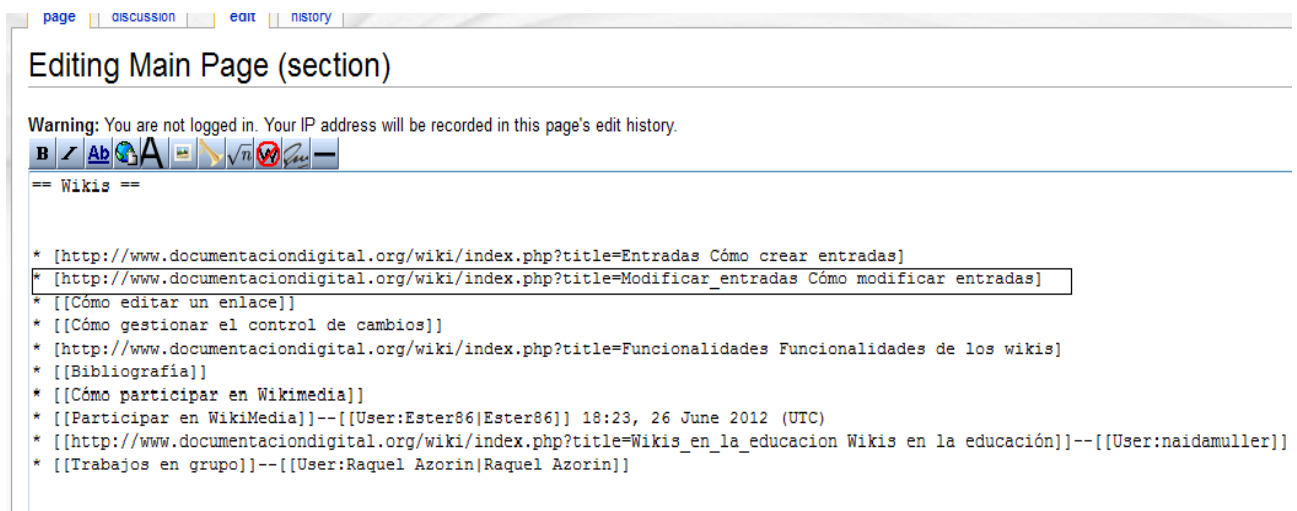 page discussion edit history
Editing Main Page (section)
Warning: You are not logged in. Your IP address will be recorded in this page's edit history.
B I Ab A √n W
== Wikis ==
* [http://www.documentaciondigital.org/wiki/index.php?title=Entradas Cómo crear entradas]
* [http://www.documentaciondigital.org/wiki/index.php?title=Modificar_entradas Cómo modificar entradas]
* [[Cómo editar un enlace]]
* [[Cómo gestionar el control de cambios]]
* [http://www.documentaciondigital.org/wiki/index.php?title=Funcionalidades Funcionalidades de los wikis]
* [[Bibliografía]]
* [[Cómo participar en Wikimedia]]
* [[Participar en WikiMedia]]--[[User:Ester86|Ester86]] 18:23, 26 June 2012 (UTC)
* [[http://www.documentaciondigital.org/wiki/index.php?title=Wikis_en_la_educacion Wikis en la educación]]--[[User:naidamuller]]
* [[Trabajos en grupo]]--[[User:Raquel Azorin|Raquel Azorin]]